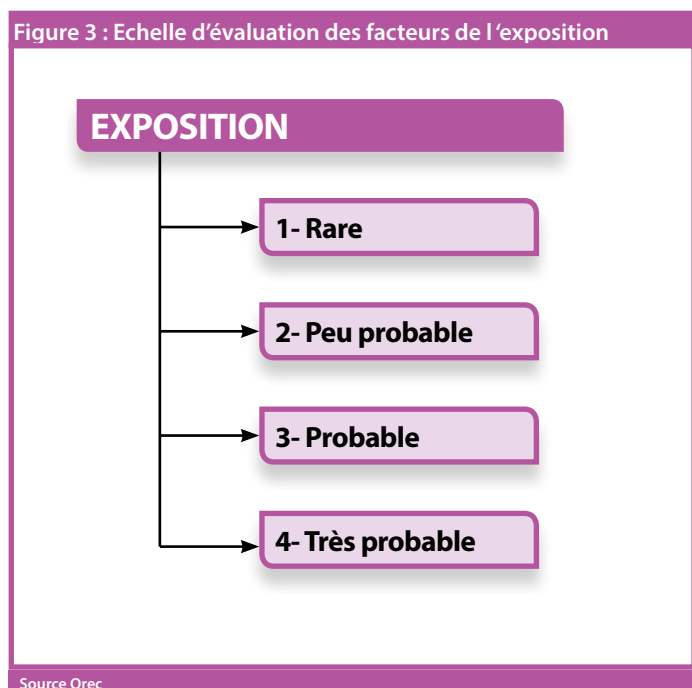 Figure 3 : Echelle d'évaluation des facteurs de l 'exposition
EXPOSITION
1- Rare
2- Peu probable
3- Probable
4- Très probable
Source Orec